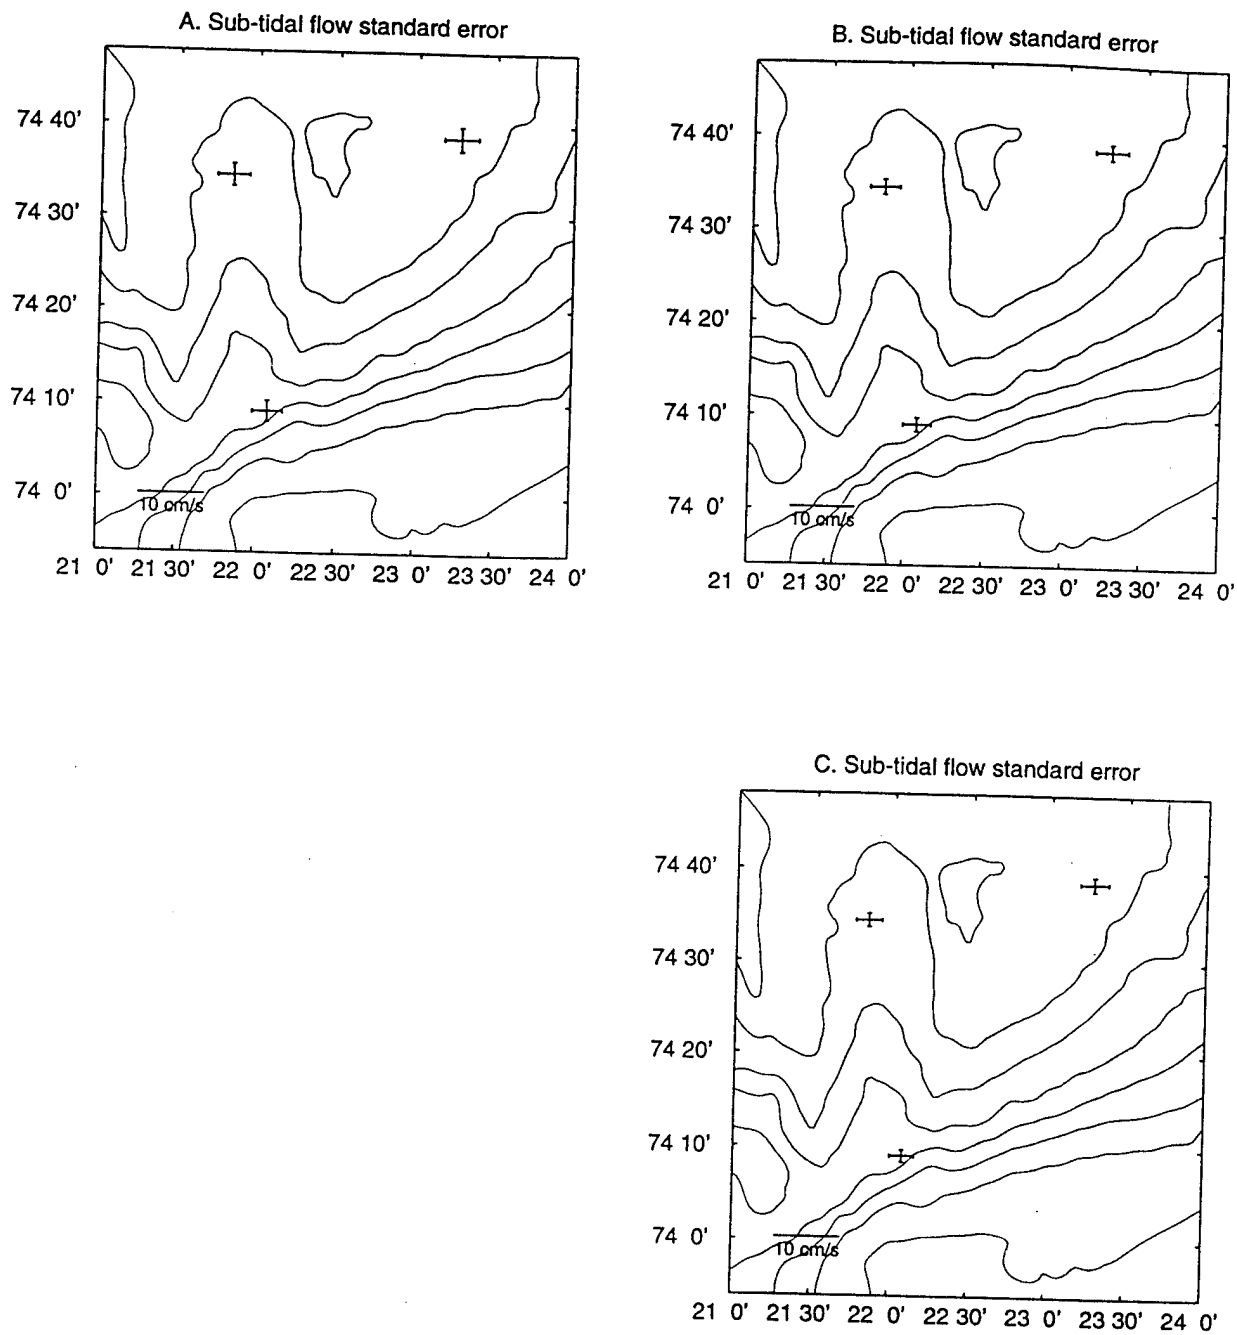 A. Sub-tidal flow standard error
74 40'
74 30'
74 20'
74 10'
74 0'
10 cm/s
21 0' 21 30' 22 0' 22 30' 23 0' 23 30' 24 0'
B. Sub-tidal flow standard error
74 40'
74 30'
74 20'
74 10'
74 0'
10 cm/s
21 0' 21 30' 22 0' 22 30' 23 0' 23 30' 24 0'
C. Sub-tidal flow standard error
74 40'
74 30'
74 20'
74 10'
74 0'
10 cm/s
21 0' 21 30' 22 0' 22 30' 23 0' 23 30' 24 0'